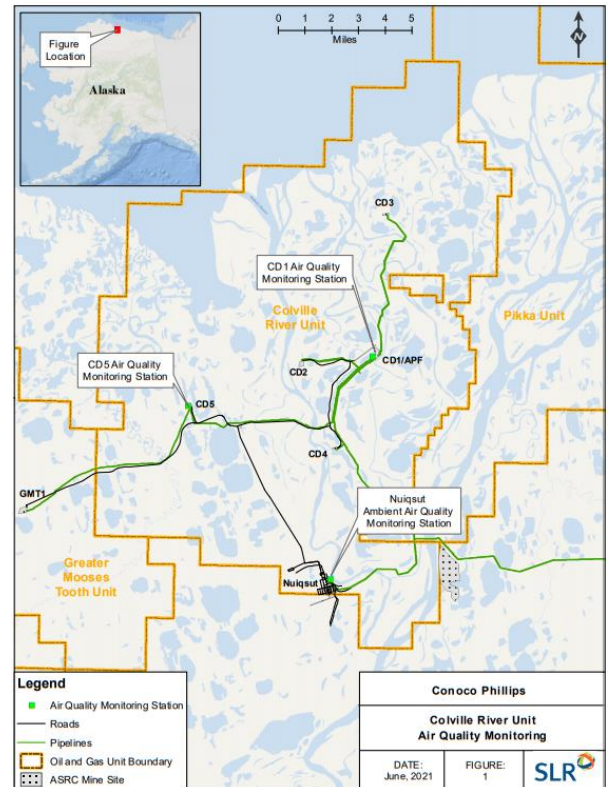 Figure
Location
Alaska
0 1 2 3 4 5
Miles
N
CD3
CD1 Air Quality
Monitoring Station
Colville
River Unit
Pikka Unit
CD1/APF
CD2
CD5 Air Quality
Monitoring Station
CD5
CD4
GMT1
Nuiqsut
Ambient Air Quality
Monitoring Station
Greater
Mooses
Tooth Unit
Nuiqsut
Legend
Air Quality Monitoring Station
Roads
Pipelines
Oil and Gas Unit Boundary
ASRC Mine Site
Conoco Phillips
Colville River Unit
Air Quality Monitoring
DATE:
June, 2021
FIGURE:
1
SLR